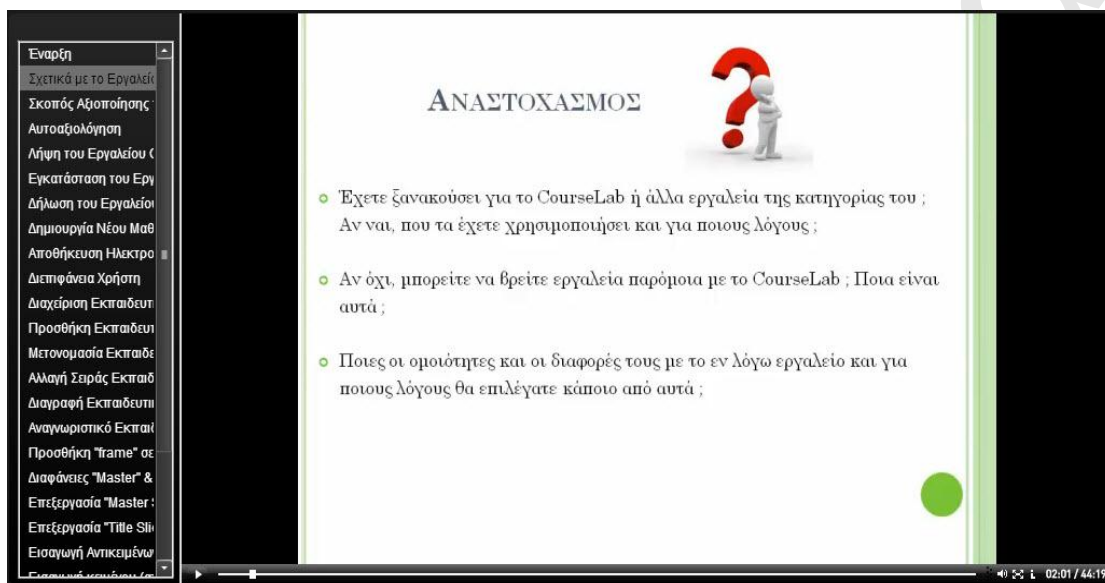 Έναρξη
Σχετικά με το Εργαλείο
Σκοπός Αξιοποίησης
Αυτοαξιολόγηση
Λήψη του Εργαλείου
Εγκατάσταση του Εργ
Δήλωση του Εργαλείου
Δημιουργία Νέου Μαθ
Αποθήκευση Ηλεκτρο
Διεπιφάνεια Χρήστη
Διαχείριση Εκπαιδευτι
Προσθήκη Εκπαιδευτ
Μετονομασία Εκπαιδε
Αλλαγή Σειράς Εκπαιδ
Διαγραφή Εκπαιδευτι
Αναγνωριστικό Εκπαι
Προσθήκη "frame" σε
Διαφάνειες "Master" &
Επεξεργασία "Master
Επεξεργασία "Title Sli
Εισαγωγή Αντικειμένω
ΑΝΑΣΤΟΧΑΣΜΟΣ
Έχετε ξανακούσει για το CourseLab ή άλλα εργαλεία της κατηγορίας του ;
Αν ναι, που τα έχετε χρησιμοποιήσει και για ποιους λόγους ;
Αν όχι, μπορείτε να βρείτε εργαλεία παρόμοια με το CourseLab ; Ποια είναι
αυτά ;
Ποιες οι ομοιότητες και οι διαφορές τους με το εν λόγω εργαλείο και για
ποιους λόγους θα επιλέγατε κάποιο από αυτά ;
02:01 / 44:19